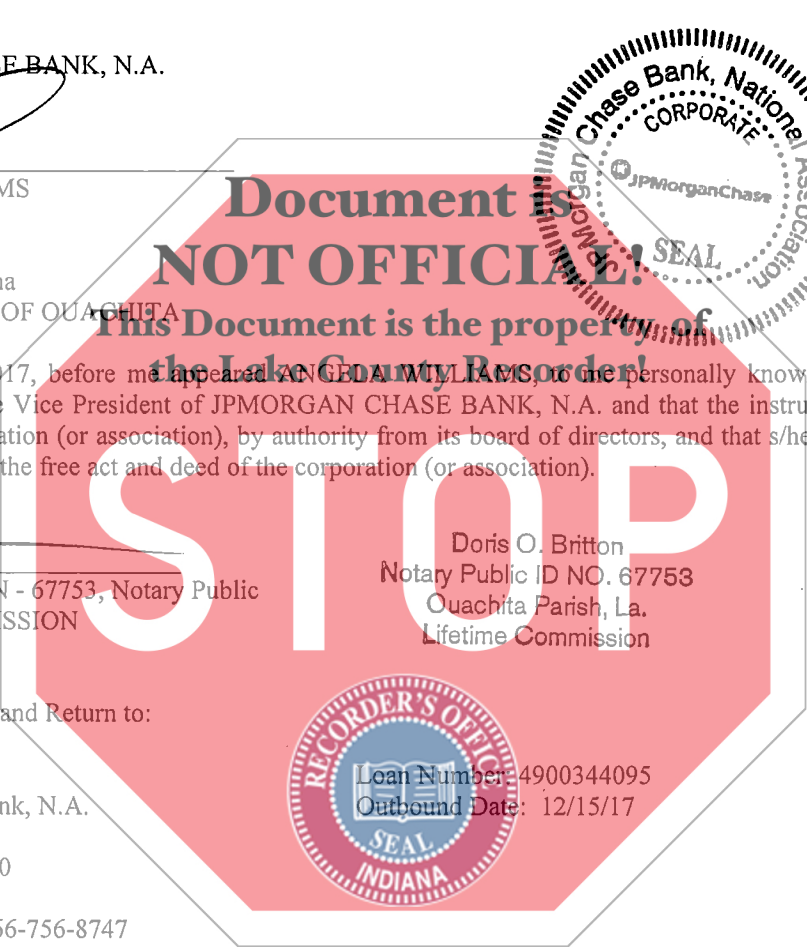 SE BANK, N.A.
JPMorgan Chase Bank, National Association
CORPORATE
JPMorganChase
SEAL
MS
Document is
NOT OFFICIAL!
na
OF OUACHITA
This Document is the property of
the Lake County Recorder!
17, before me appeared ANGELA WILLIAMS, to me personally know
e Vice President of JPMORGAN CHASE BANK, N.A. and that the instru
ation (or association), by authority from its board of directors, and that s/he
the free act and deed of the corporation (or association).
STOP
Doris O. Britton
Notary Public ID NO. 67753
Ouachita Parish, La.
Lifetime Commission
N - 67753, Notary Public
ISSION
and Return to:
RECORDER'S OFFICE
SEAL
INDIANA
Loan Number: 4900344095
Outbound Date: 12/15/17
nk, N.A.
0
66-756-8747